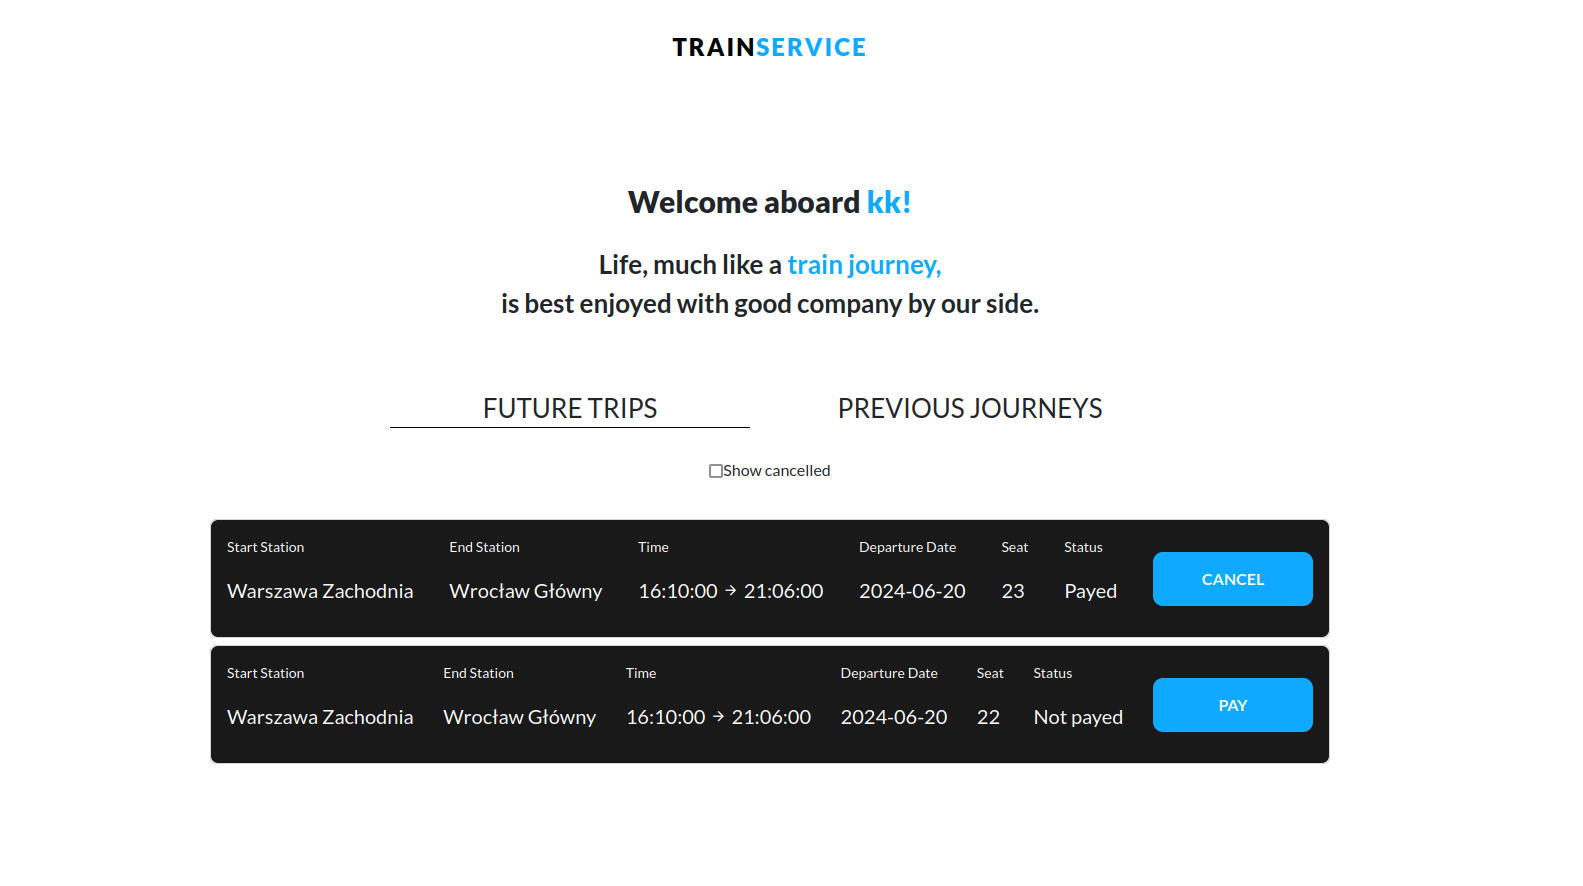 TRAINSERVICE
Welcome aboard kk!
Life, much like a train journey,
is best enjoyed with good company by our side.
FUTURE TRIPS PREVIOUS JOURNEYS
Show cancelled
Start Station End Station Time Departure Date Seat Status
Warszawa Zachodnia Wrocław Główny 16:10:00 → 21:06:00 2024-06-20 23 Payed CANCEL
Start Station End Station Time Departure Date Seat Status
Warszawa Zachodnia Wrocław Główny 16:10:00 → 21:06:00 2024-06-20 22 Not payed PAY